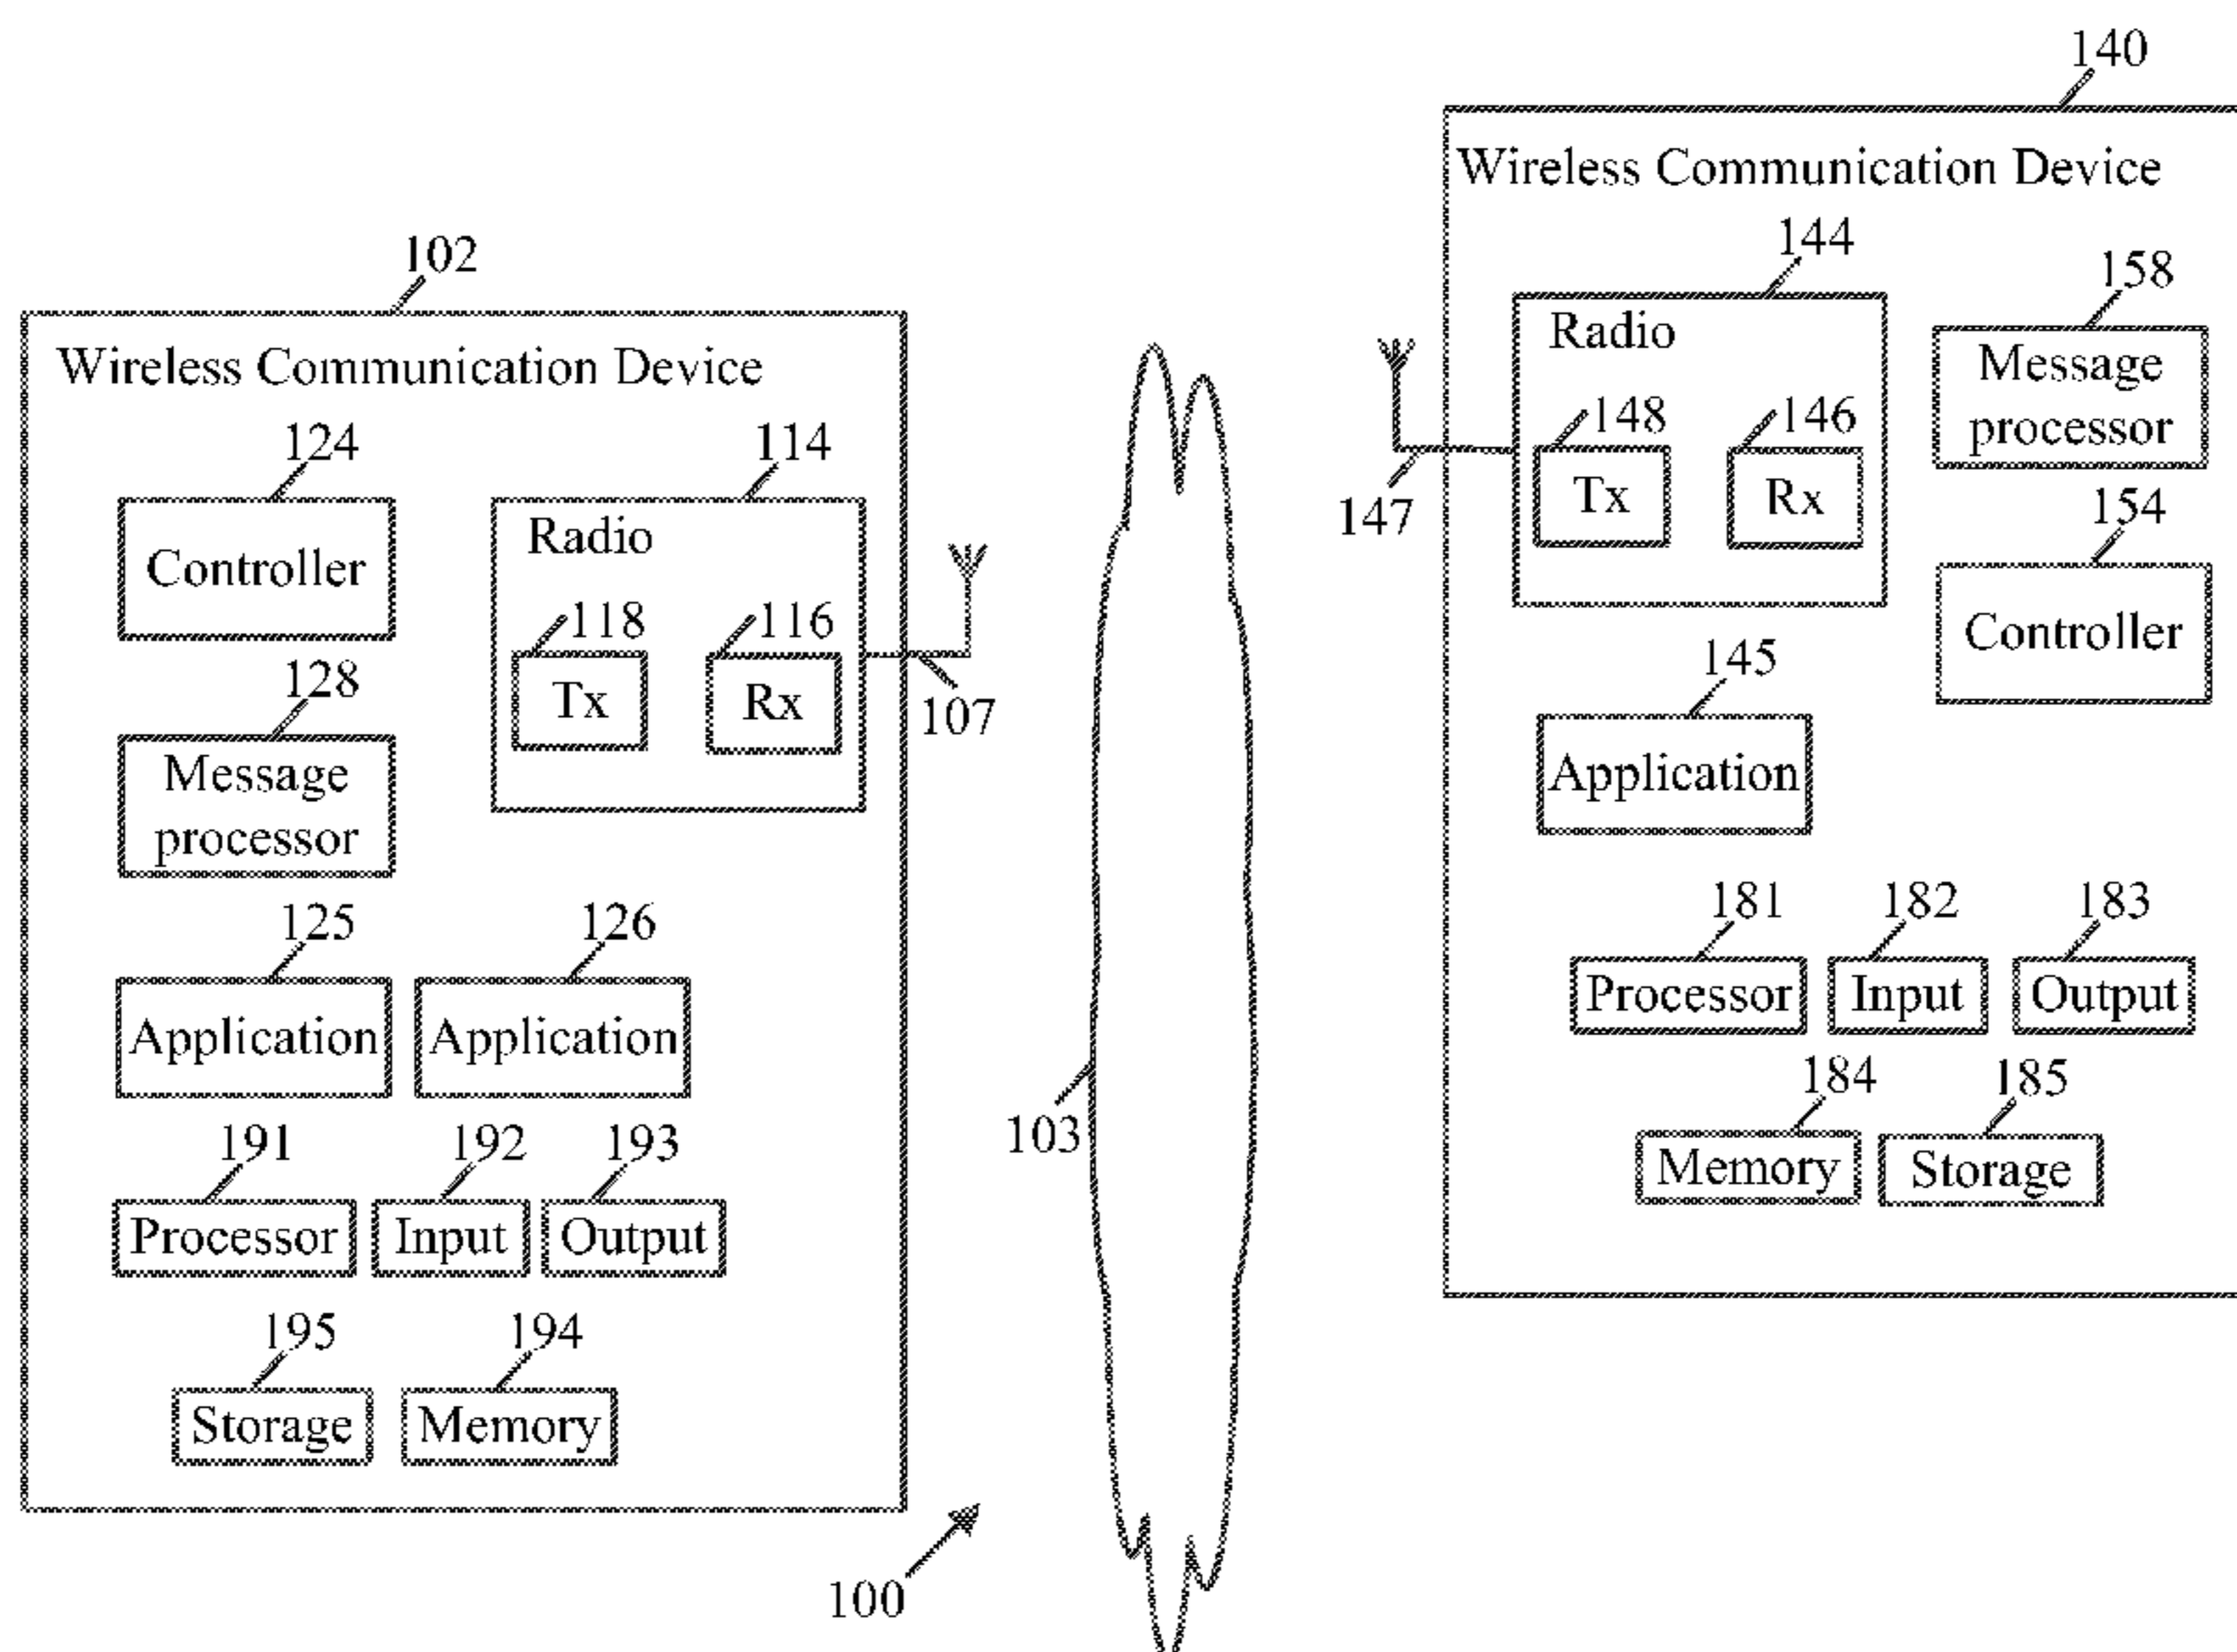 140
Wireless Communication Device
144
158
Radio
Message
processor
148
146
Tx
Rx
147
154
Controller
145
Application
181
182
183
Processor
Input
Output
184
185
Memory
Storage
102
Wireless Communication Device
124
114
Controller
Radio
118
116
Tx
Rx
107
128
Message
processor
125
126
Application
Application
191
192
193
Processor
Input
Output
195
194
Storage
Memory
103
100